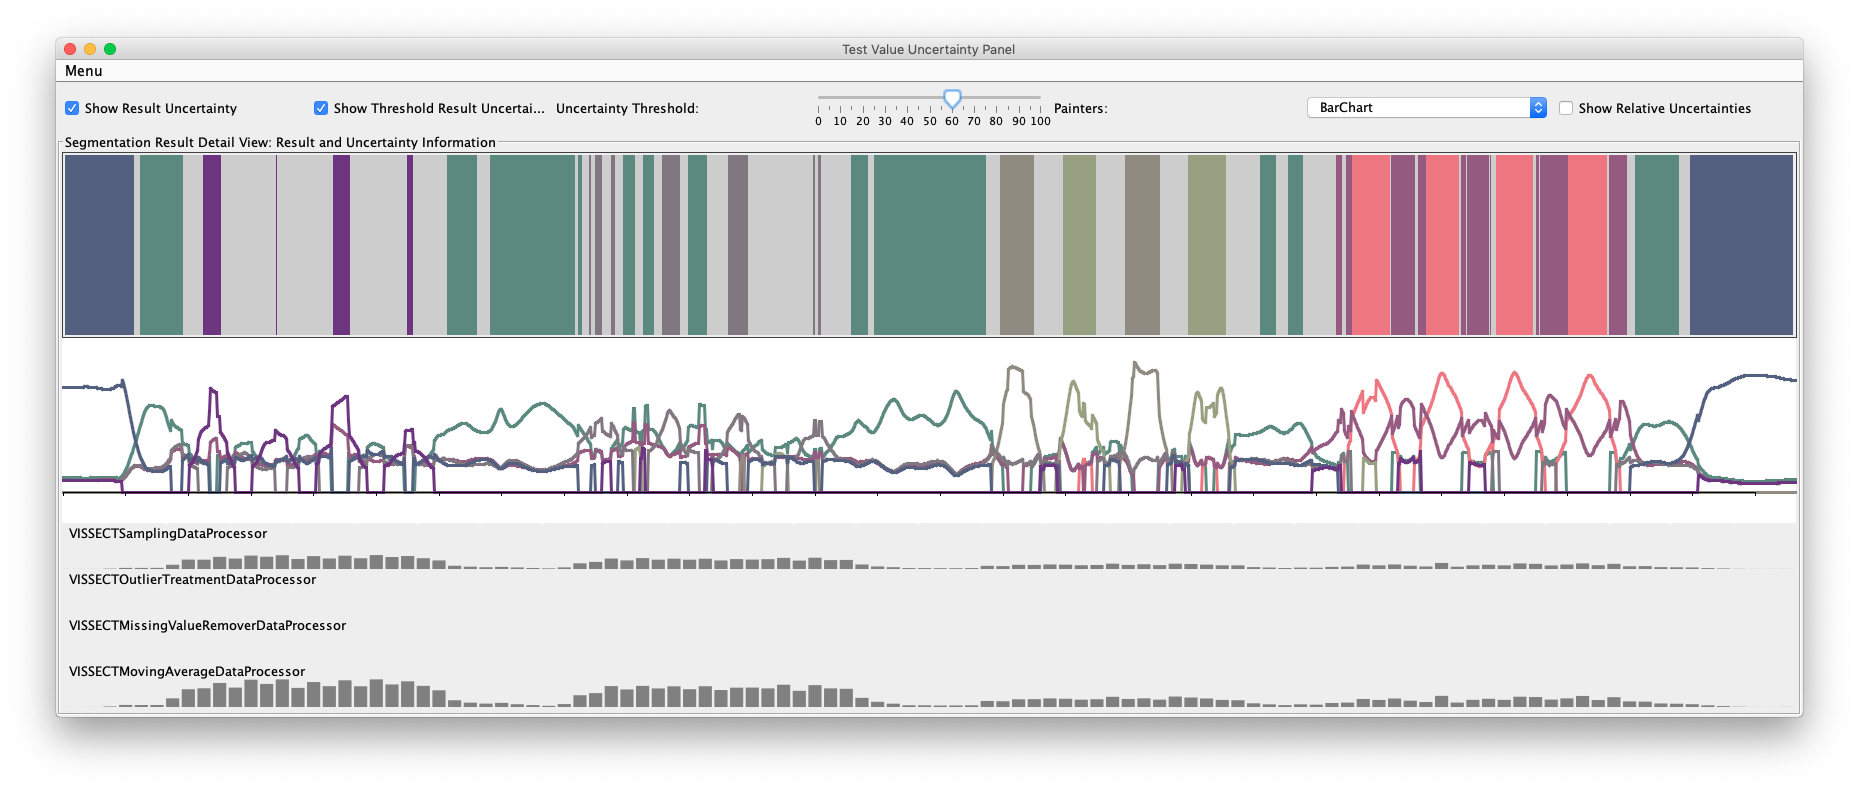 Test Value Uncertainty Panel
Menu
Show Result Uncertainty
Show Threshold Result Uncertai...
Uncertainty Threshold:
0 10 20 30 40 50 60 70 80 90 100
Painters:
BarChart
Show Relative Uncertainties
Segmentation Result Detail View: Result and Uncertainty Information
VISSECTSamplingDataProcessor
VISSECTOutlierTreatmentDataProcessor
VISSECTMissingValueRemoverDataProcessor
VISSECTMovingAverageDataProcessor